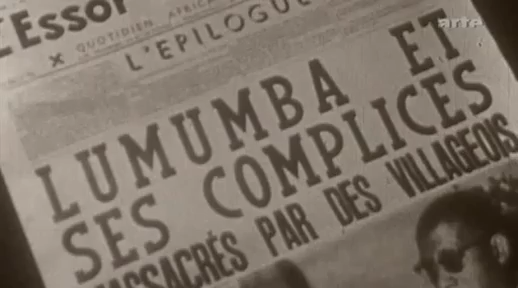 L'Essor
QUOTIDIEN
L'EPILOGUE
arte
LUMUMBA ET
SES COMPLICES
MASSACRÉS PAR DES VILLAGEOIS